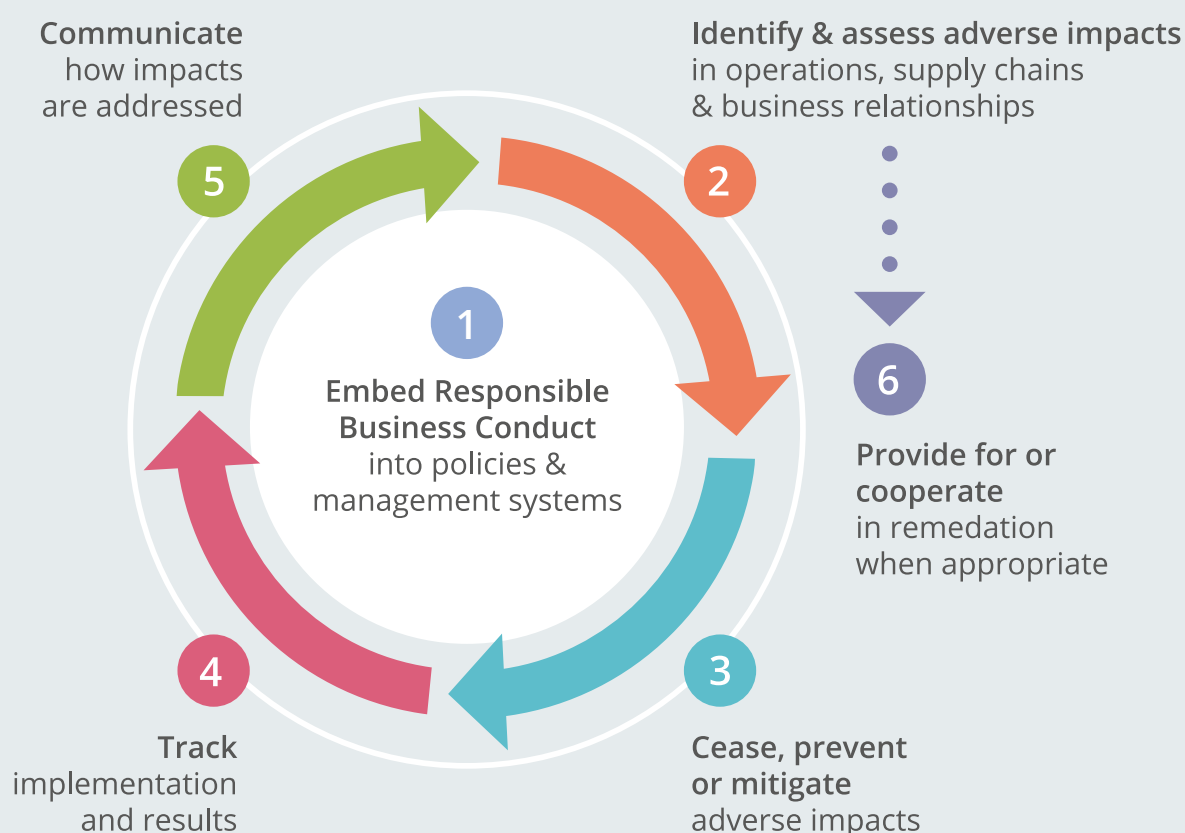 Communicate
how impacts
are addressed
5
Identify & assess adverse impacts
in operations, supply chains
& business relationships
2
1
Embed Responsible
Business Conduct
into policies &
management systems
6
Provide for or
cooperate
in remedation
when appropriate
4
Track
implementation
and results
3
Cease, prevent
or mitigate
adverse impacts